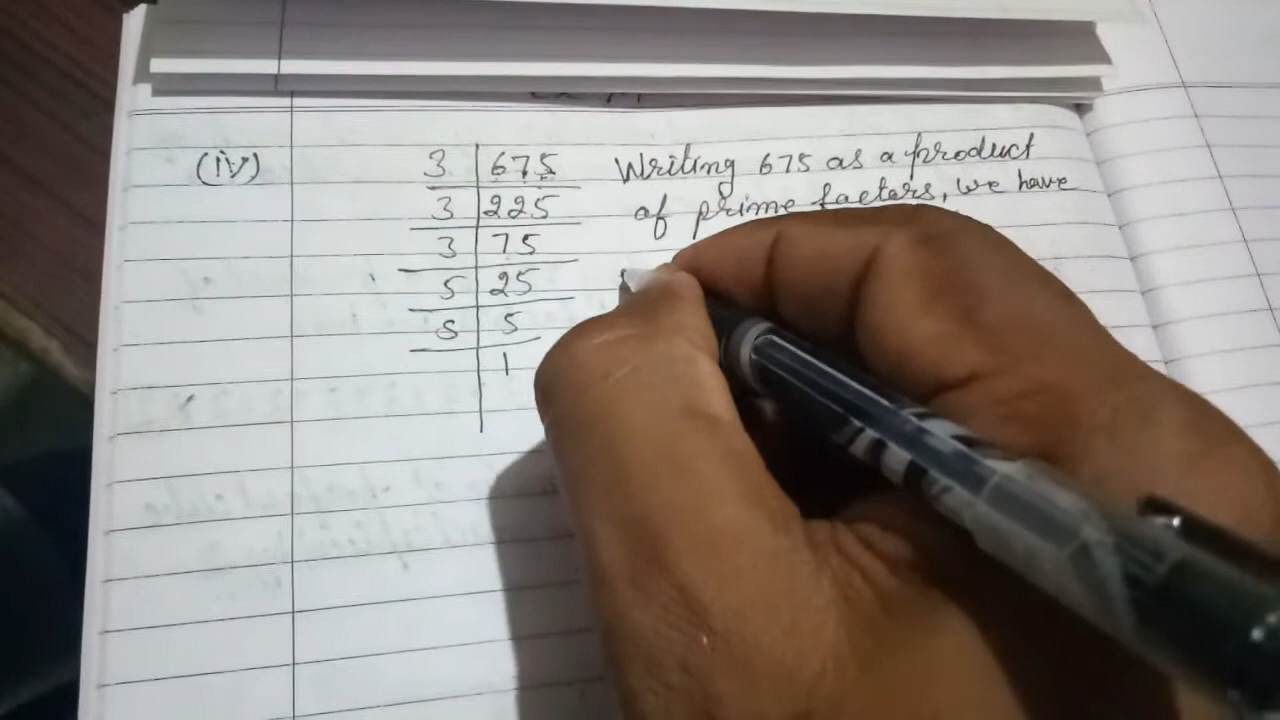 (iv)
3 | 675
3 | 225
3 | 75
5 | 25
5 | 5
1
Writing 675 as a product
of prime factors, we have